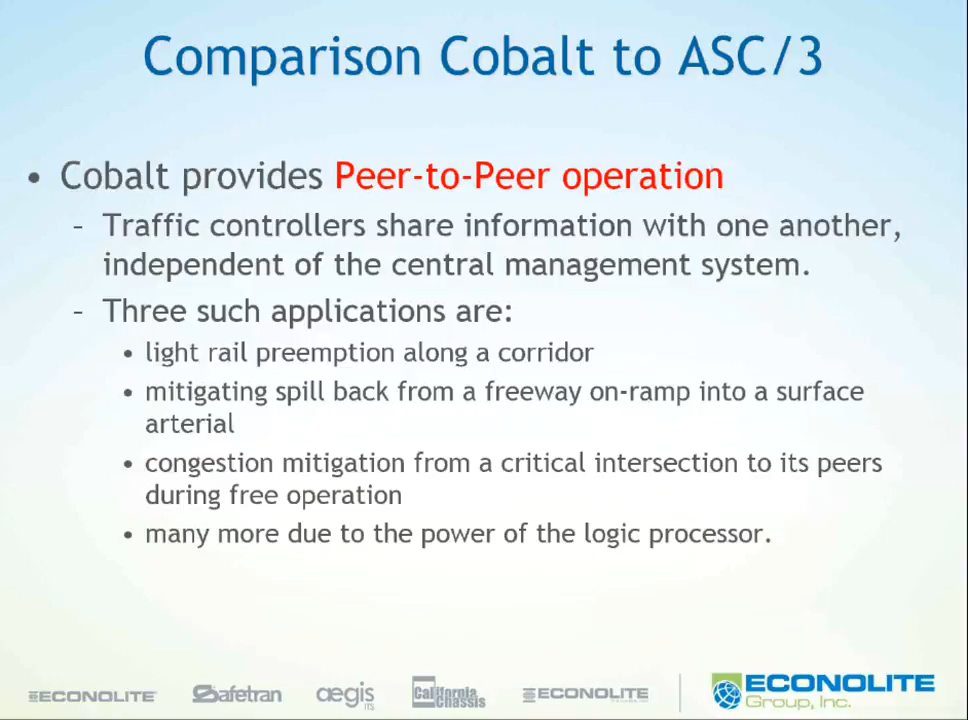 Comparison Cobalt to ASC/3
• Cobalt provides Peer-to-Peer operation
– Traffic controllers share information with one another,
independent of the central management system.
– Three such applications are:
• light rail preemption along a corridor
• mitigating spill back from a freeway on-ramp into a surface
arterial
• congestion mitigation from a critical intersection to its peers
during free operation
• many more due to the power of the logic processor.
ECONOLITE Safetran aegis ITS California Chassis ECONOLITE ECONOLITE
Group, Inc.